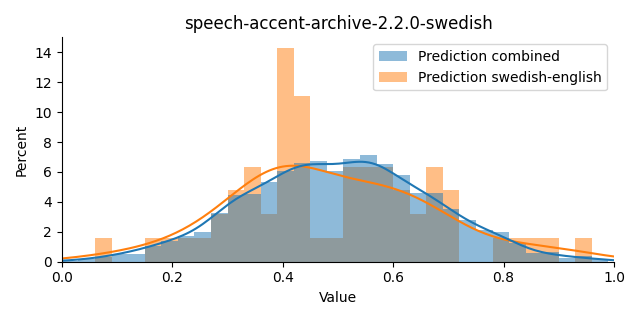 speech-accent-archive-2.2.0-swedish
Prediction combined
Prediction swedish-english
Percent
14
12
10
8
6
4
2
0
0.0 0.2 0.4 0.6 0.8 1.0
Value